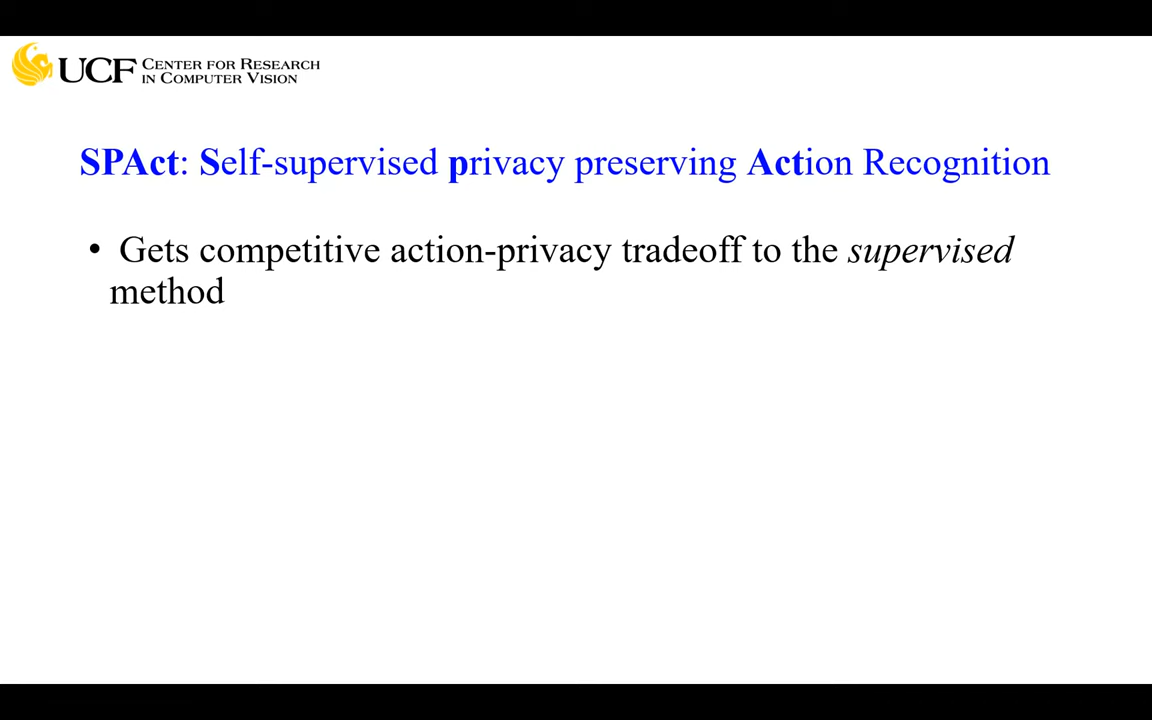 UCF CENTER FOR RESEARCH
IN COMPUTER VISION
SPAct: Self-supervised privacy preserving Action Recognition
• Gets competitive action-privacy tradeoff to the supervised
method